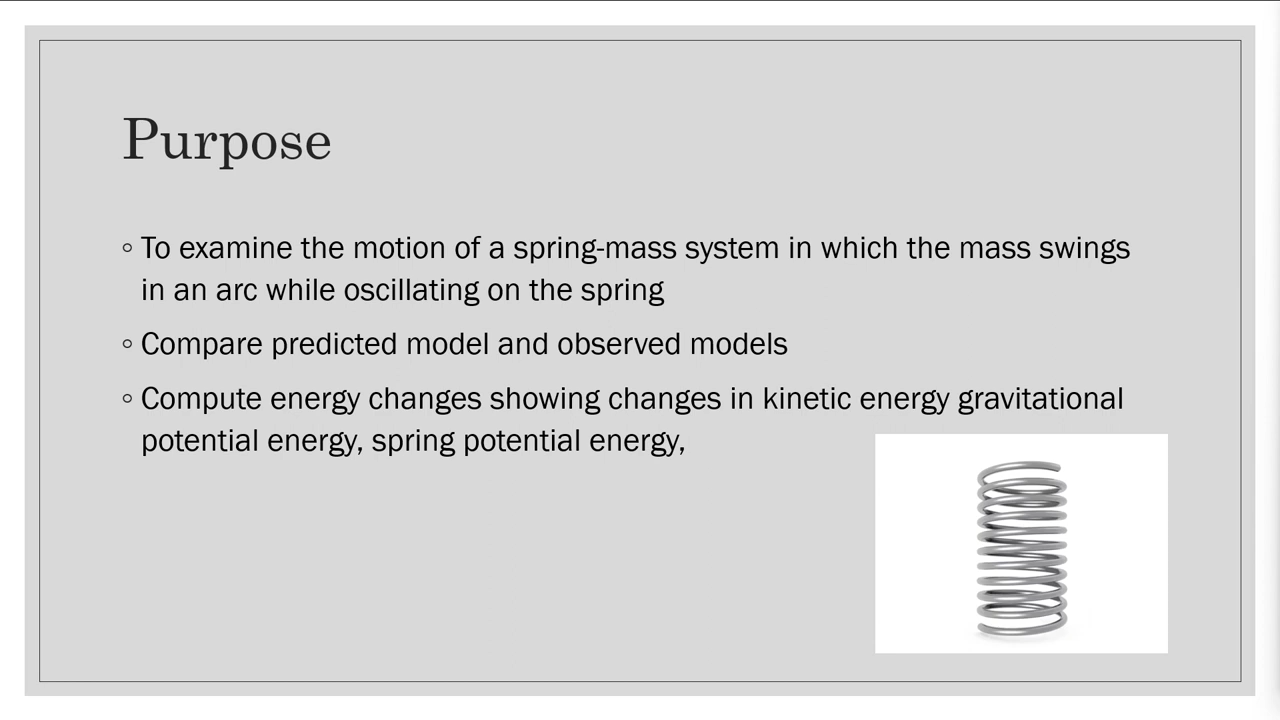 Purpose
◦ To examine the motion of a spring-mass system in which the mass swings
in an arc while oscillating on the spring
◦ Compare predicted model and observed models
◦ Compute energy changes showing changes in kinetic energy gravitational
potential energy, spring potential energy,